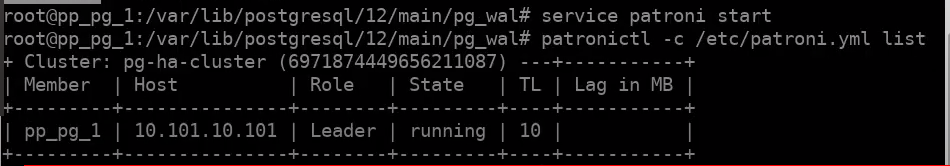 root@pp_pg_1:/var/lib/postgresql/12/main/pg_wal# service patroni start
root@pp_pg_1:/var/lib/postgresql/12/main/pg_wal# patronictl -c /etc/patroni.yml list
+ Cluster: pg-ha-cluster (6971874449656211087) ---+-----------+
| Member  | Host          | Role   | State   | TL | Lag in MB |
+---------+---------------+--------+---------+----+-----------+
| pp_pg_1 | 10.101.10.101 | Leader | running | 10 |           |
+---------+---------------+--------+---------+----+-----------+